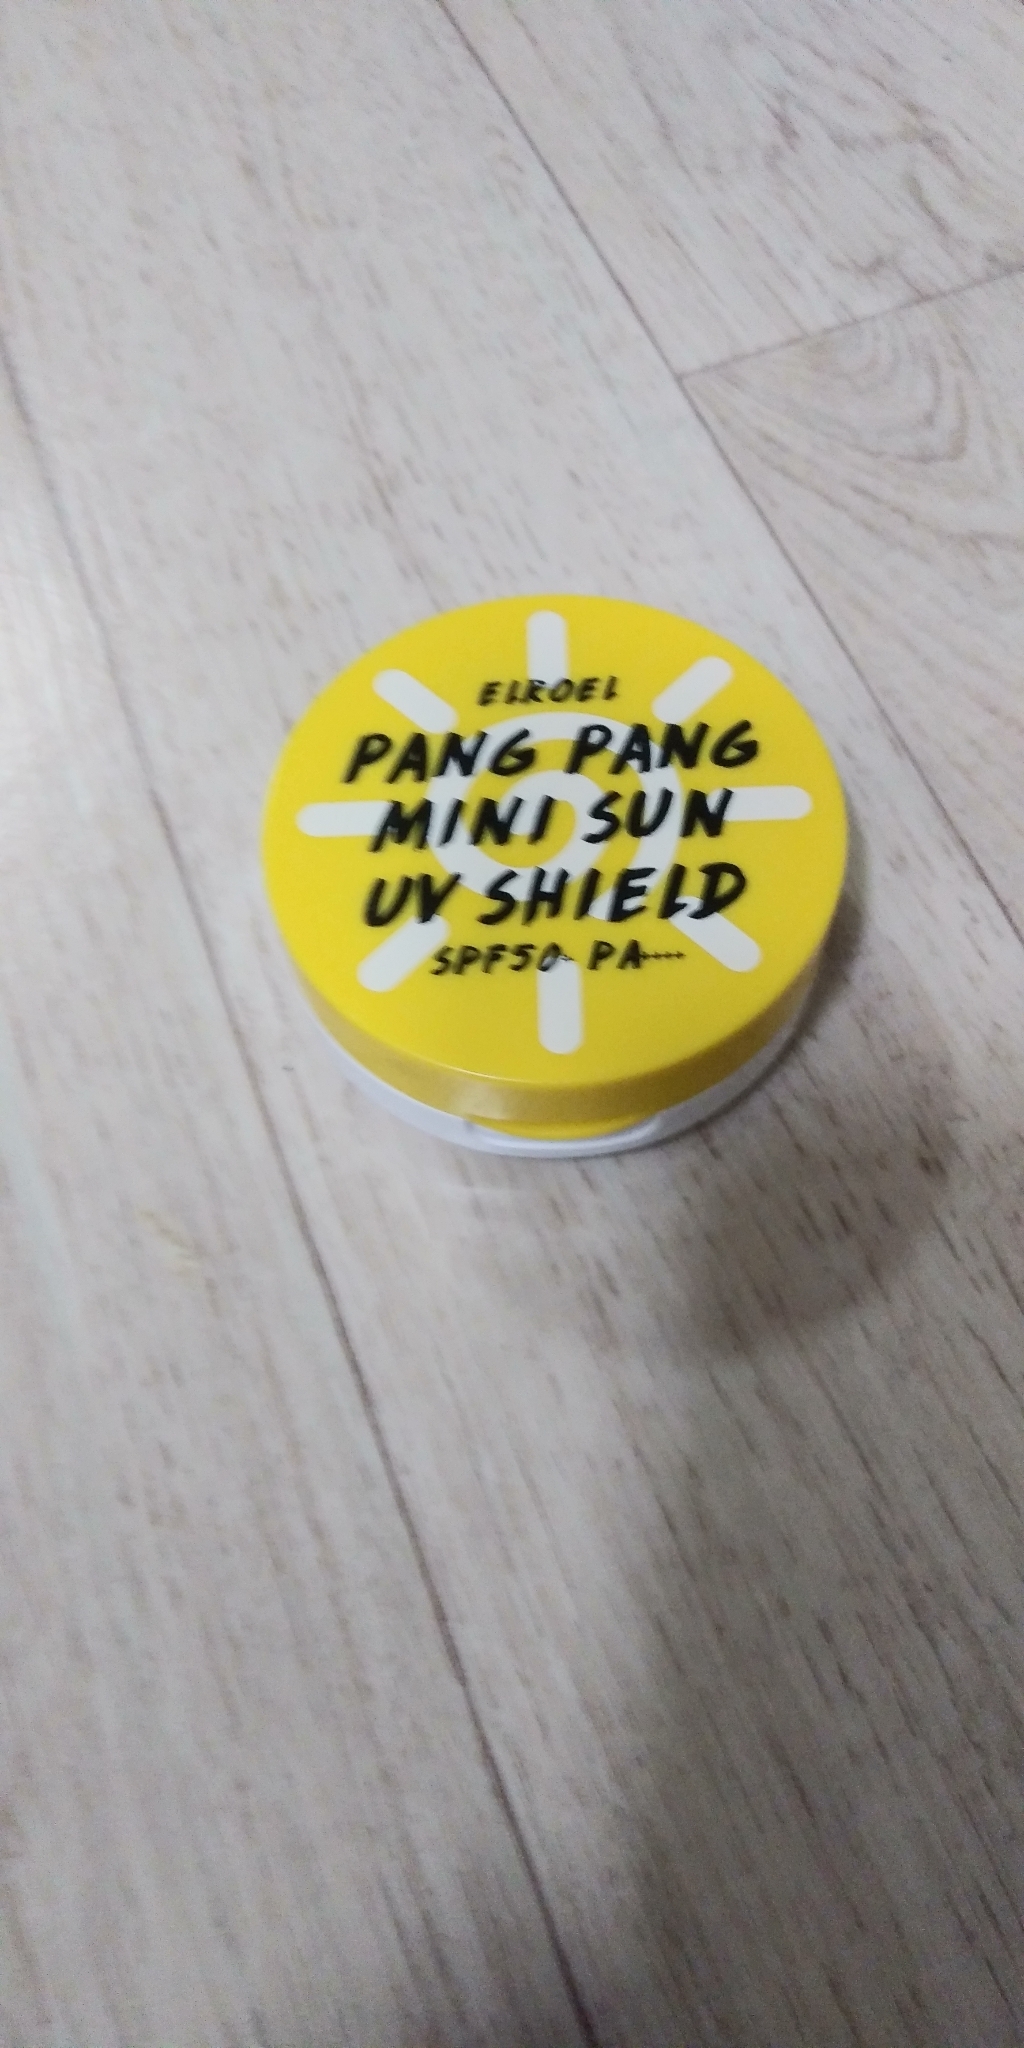 ELROEL
PANG PANG
MINI SUN
UV SHIELD
SPF50+ PA++++